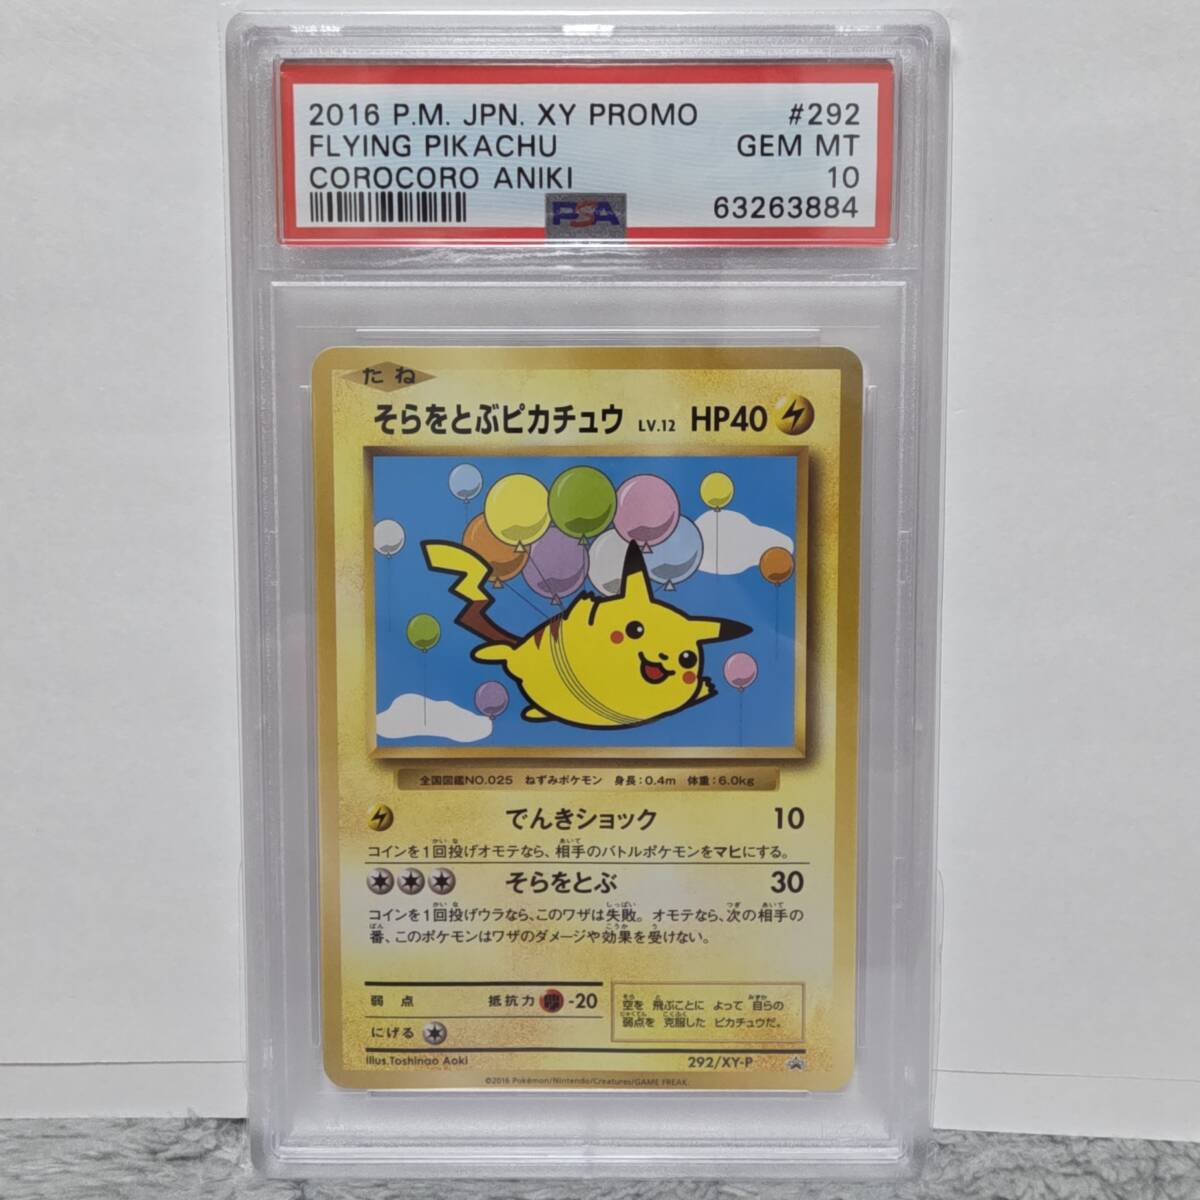 2016 P.M. JPN. XY PROMO #292
FLYING PIKACHU GEM MT
COROCORO ANIKI 10
PSA 63263884
たね
そらをとぶピカチュウ LV.12 HP40
全国図鑑NO.025 ねずみポケモン 身長:0.4m 体重:6.0kg
でんきショック 10
コインを1回投げオモテなら、相手のバトルポケモンをマヒにする。
そらをとぶ 30
コインを1回投げウラなら、このワザは失敗。オモテなら、次の相手の
番、このポケモンはワザのダメージや効果を受けない。
弱点 抵抗力 -20
にげる
空を 飛ぶことに よって 自らの
弱点を 克服した ピカチュウだ。
Illus.Toshinao Aoki 292/XY-P
©2016 Pokémon/Nintendo/Creatures/GAME FREAK.